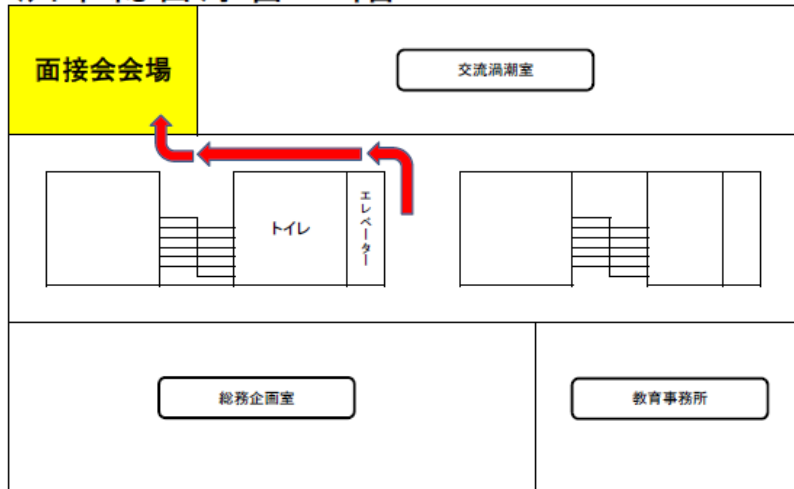 面接会会場
交流渦潮室
トイレ
エレベーター
総務企画室
教育事務所